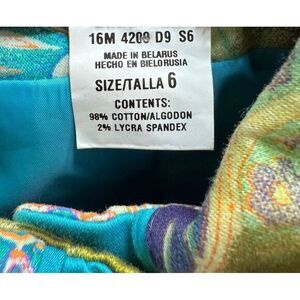 16M 4209 D9 S6
MADE IN BELARUS
HECHO EN BIELORUSIA
SIZE/TALLA 6
CONTENTS:
98% COTTON/ALGODON
2% LYCRA SPANDEX